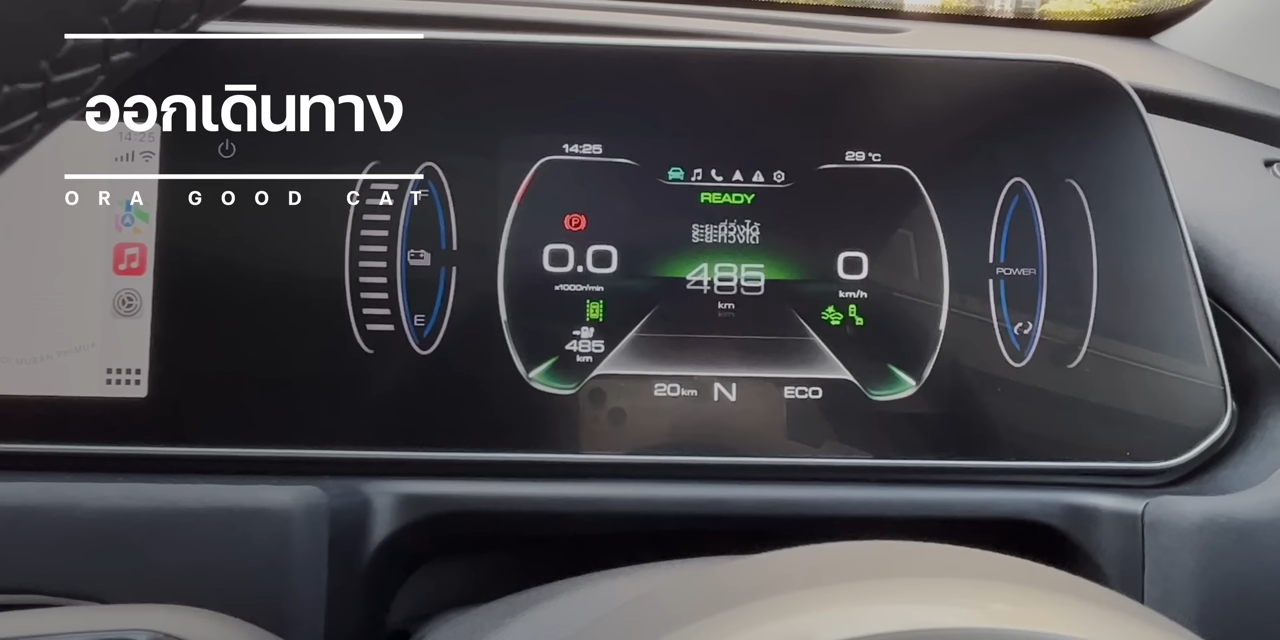 ออกเดินทาง
ORA GOOD CAT
14:25
14:25
29 °C
READY
ระยะที่วิ่งได้
485
km
0.0
x1000r/min
485
km
0
km/h
20km
N
ECO
F
E
POWER